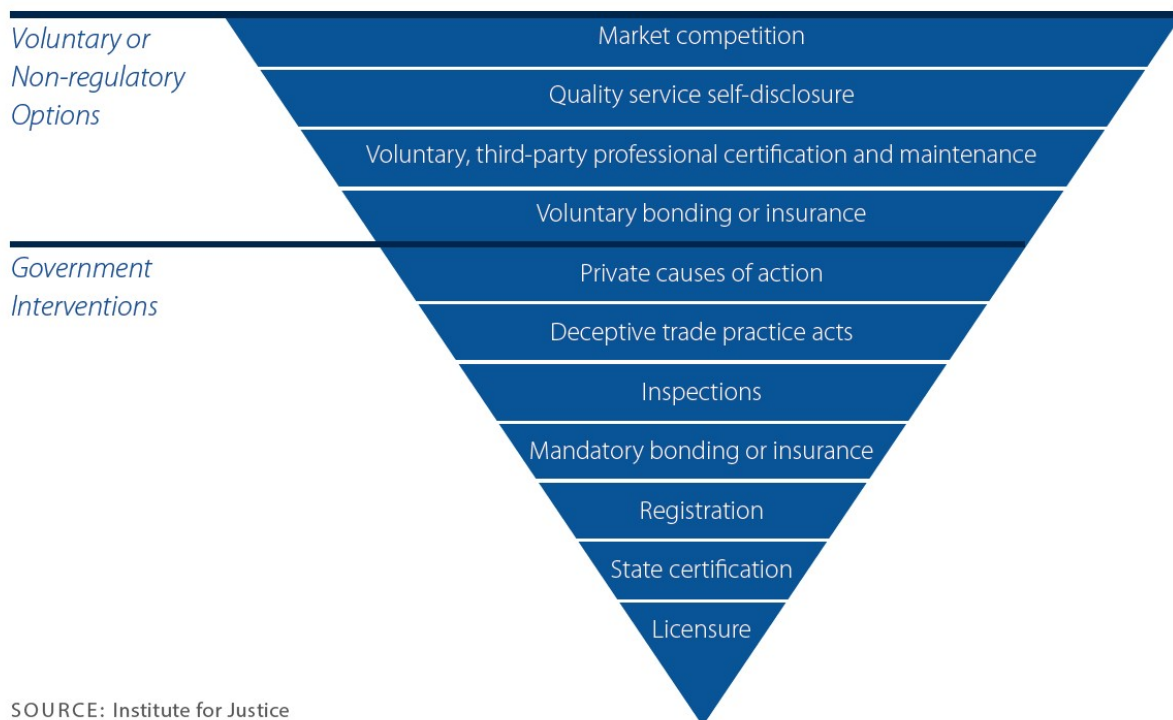 Voluntary or
Non-regulatory
Options
Market competition
Quality service self-disclosure
Voluntary, third-party professional certification and maintenance
Voluntary bonding or insurance
Government
Interventions
Private causes of action
Deceptive trade practice acts
Inspections
Mandatory bonding or insurance
Registration
State certification
Licensure
SOURCE: Institute for Justice